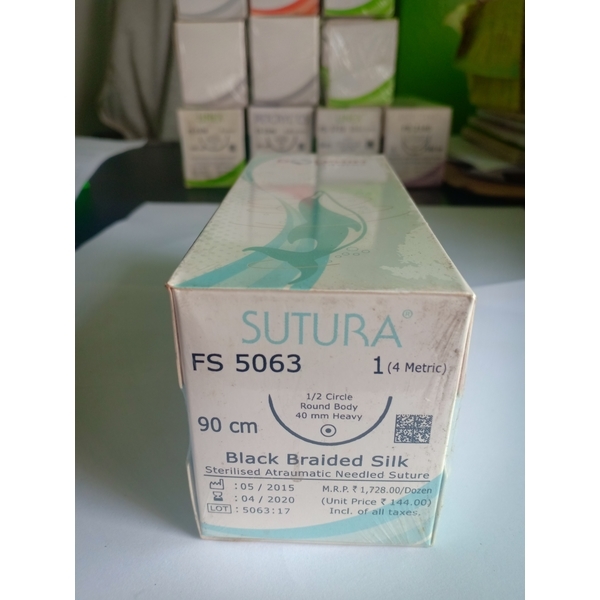 SUTURA®
FS 5063 1 (4 Metric)
1/2 Circle
Round Body
40 mm Heavy
90 cm
Black Braided Silk
Sterilised Atraumatic Needled Suture
: 05 / 2015 M.R.P. ₹ 1,728.00/Dozen
: 04 / 2020 (Unit Price ₹ 144.00)
LOT : 5063:17 Incl. of all taxes.